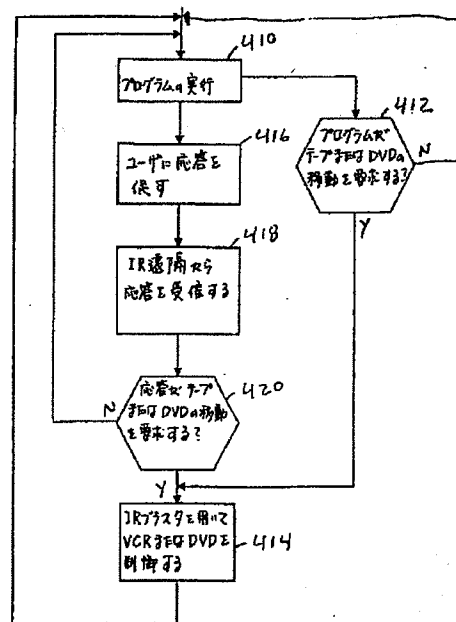 410
プログラムの実行
412
プログラムが
テープまたはDVDの
移動を要求する?
N
Y
416
ユーザに応答を
促す
418
IR遠隔から
応答を受信する
420
応答がテープ
またはDVDの移動
を要求する?
N
Y
IRブラスタを用いて
VCRまたはDVDを
制御する
414